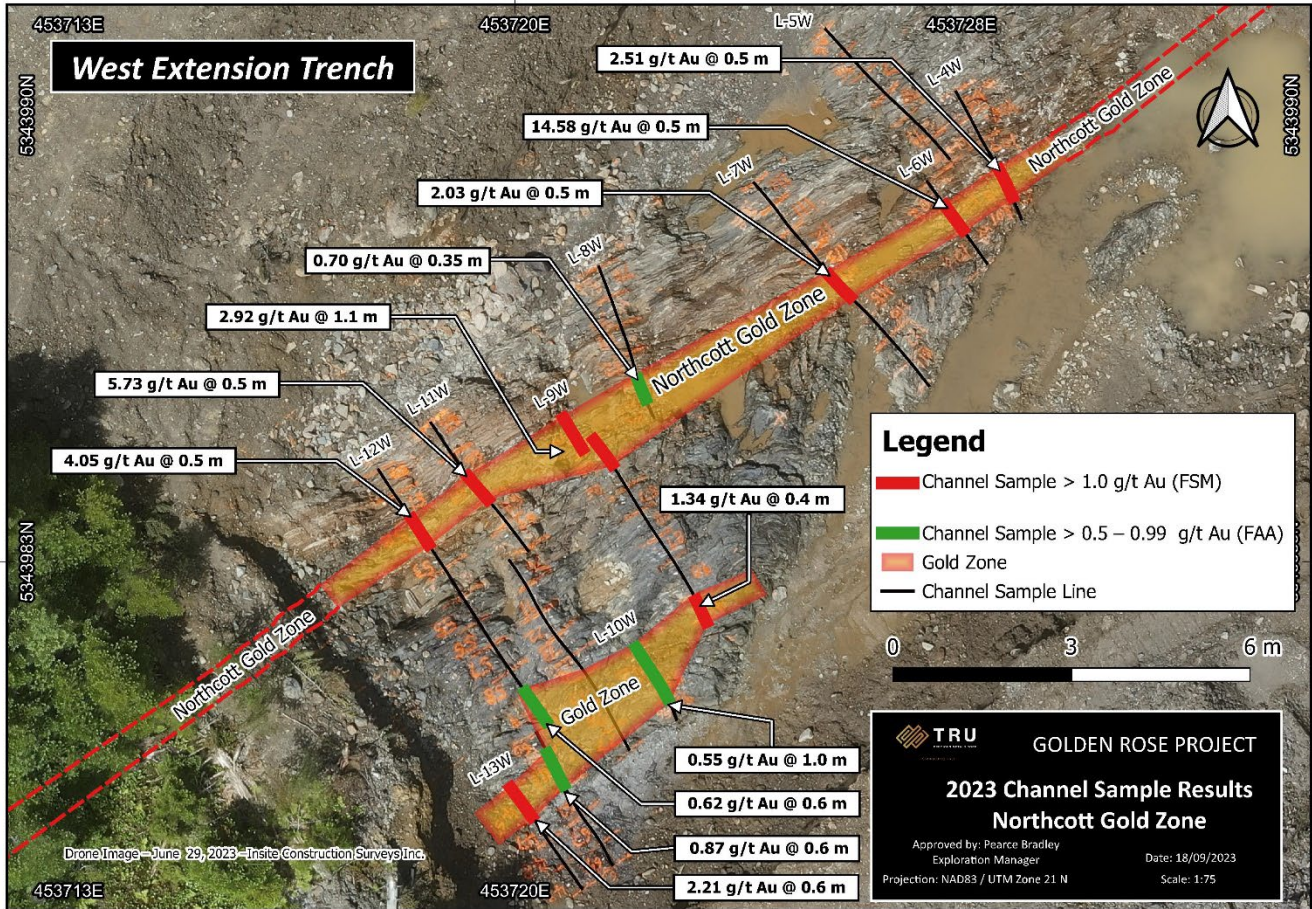 453713E
453720E
453728E
West Extension Trench
5343990N
5343990N
L-5W
2.51 g/t Au @ 0.5 m
L-4W
Northcott Gold Zone
14.58 g/t Au @ 0.5 m
L-6W
L-7W
2.03 g/t Au @ 0.5 m
L-8W
0.70 g/t Au @ 0.35 m
Northcott Gold Zone
2.92 g/t Au @ 1.1 m
L-9W
5.73 g/t Au @ 0.5 m
L-11W
L-12W
4.05 g/t Au @ 0.5 m
1.34 g/t Au @ 0.4 m
5343983N
Legend
Channel Sample > 1.0 g/t Au (FSM)
Channel Sample > 0.5 – 0.99 g/t Au (FAA)
Gold Zone
Channel Sample Line
0 3 6 m
L-10W
Northcott Gold Zone
Gold Zone
L-13W
0.55 g/t Au @ 1.0 m
0.62 g/t Au @ 0.6 m
0.87 g/t Au @ 0.6 m
2.21 g/t Au @ 0.6 m
TRU
GOLDEN ROSE PROJECT
2023 Channel Sample Results
Northcott Gold Zone
Approved by: Pearce Bradley
Exploration Manager
Date: 18/09/2023
Projection: NAD83 / UTM Zone 21 N
Scale: 1:75
Drone Image – June 29, 2023 –Insite Construction Surveys Inc.
453713E
453720E